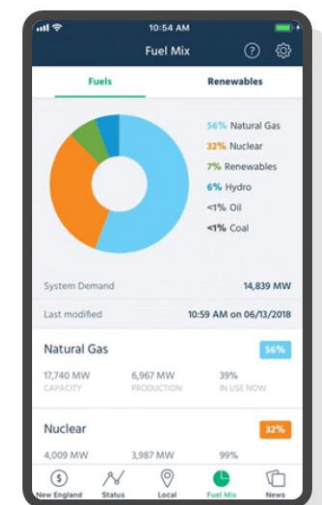 10:54 AM
Fuel Mix ?
Fuels Renewables
56% Natural Gas
32% Nuclear
7% Renewables
6% Hydro
<1% Oil
<1% Coal
System Demand 14,839 MW
Last modified 10:59 AM on 06/13/2018
Natural Gas 56%
17,740 MW 6,967 MW 39%
CAPACITY PRODUCTION IN USE NOW
Nuclear 32%
4,009 MW 3,987 MW 99%
$
New England Status Local Fuel Mix News